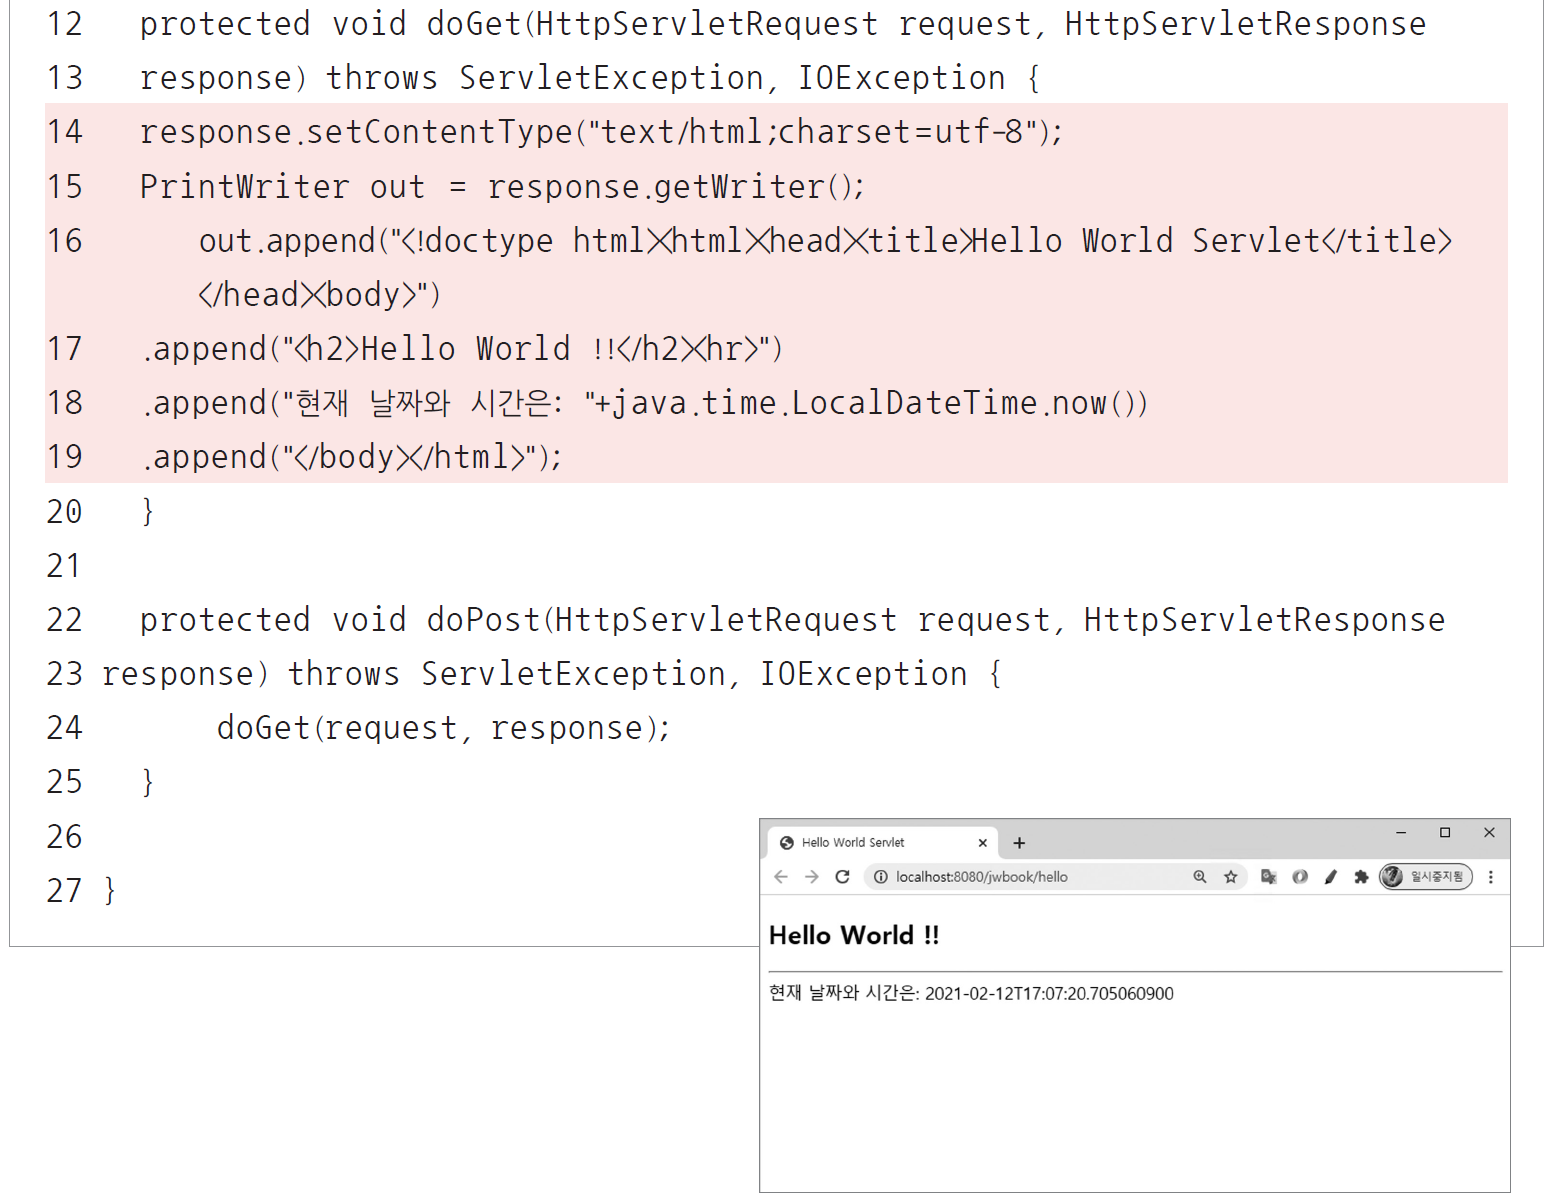 12 protected void doGet(HttpServletRequest request, HttpServletResponse
13 response) throws ServletException, IOException {
14 response.setContentType("text/html;charset=utf-8");
15 PrintWriter out = response.getWriter();
16 out.append("<!doctype html><html><head><title>Hello World Servlet</title>
</head><body>")
17 .append("<h2>Hello World !!</h2><hr>")
18 .append("현재 날짜와 시간은: "+java.time.LocalDateTime.now())
19 .append("</body></html>");
20 }
21
22 protected void doPost(HttpServletRequest request, HttpServletResponse
23 response) throws ServletException, IOException {
24 doGet(request, response);
25 }
26
27 }
Hello World Servlet
localhost:8080/jwbook/hello
일시중지됨
Hello World !!
현재 날짜와 시간은: 2021-02-12T17:07:20.705060900